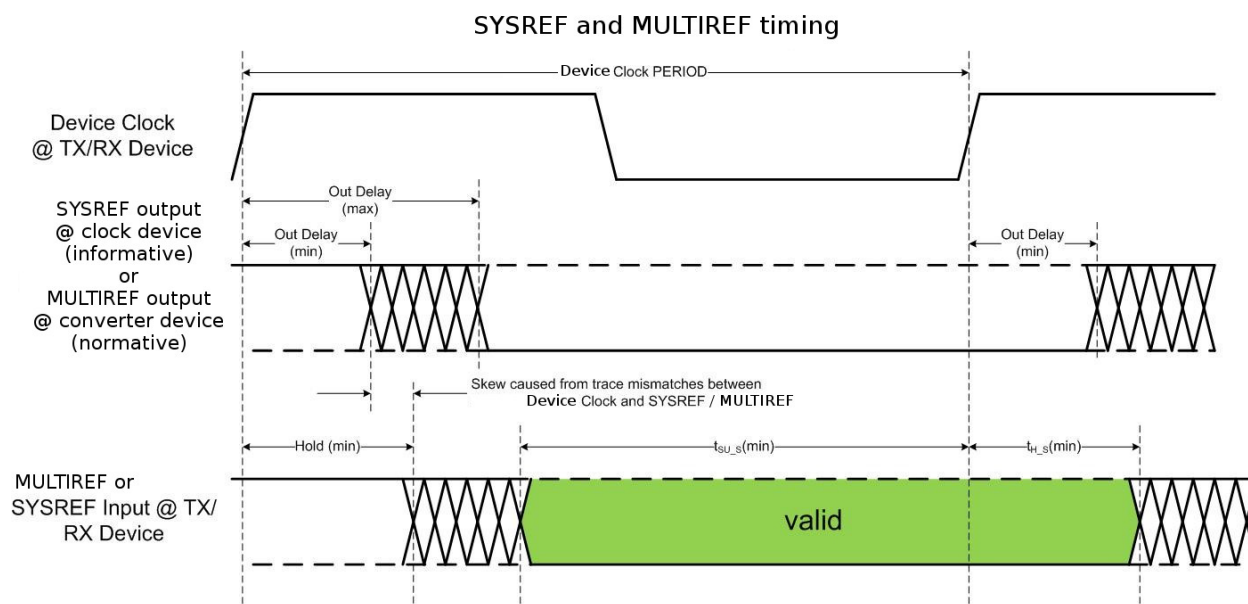 SYSREF and MULTIREF timing
Device Clock PERIOD
Device Clock
@ TX/RX Device
Out Delay
(max)
SYSREF output
@ clock device
(informative)
or
MULTIREF output
@ converter device
(normative)
Out Delay
(min)
Out Delay
(min)
Skew caused from trace mismatches between
Device Clock and SYSREF / MULTIREF
Hold (min)
tSU_S(min)
tH_S(min)
MULTIREF or
SYSREF Input @ TX/
RX Device
valid